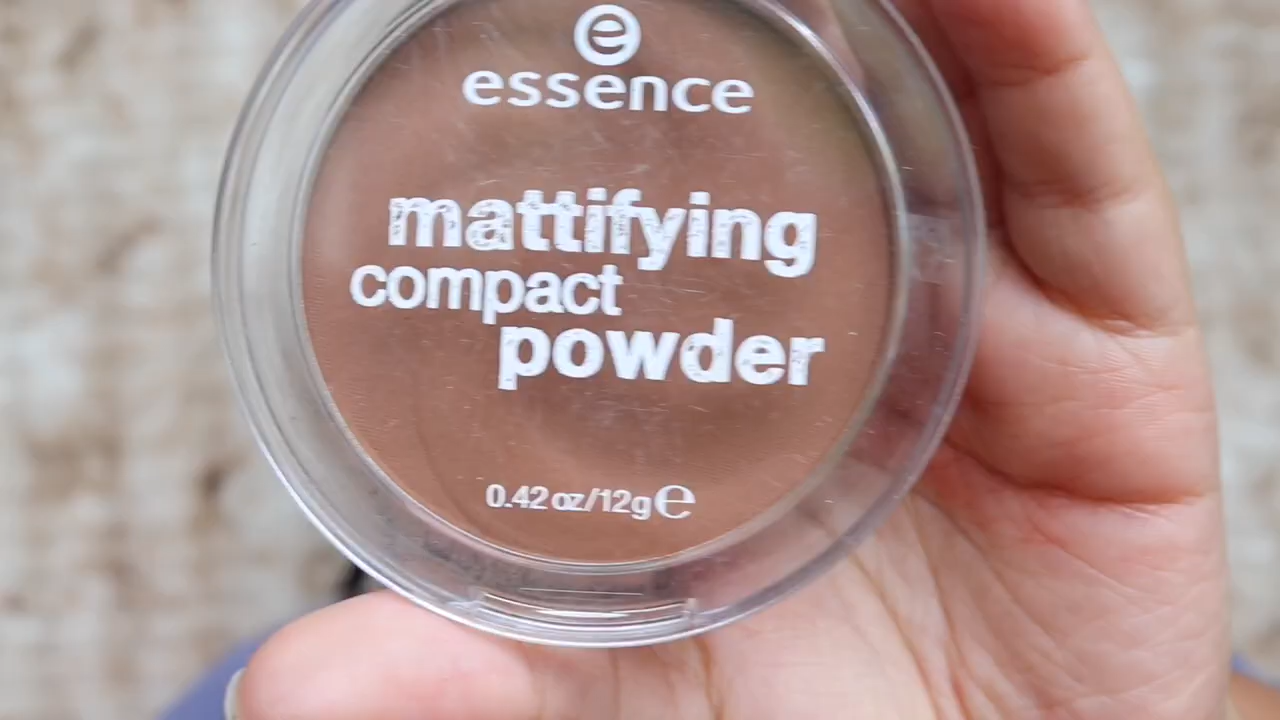 e
essence
mattifying
compact
powder
0.42 oz/12g ℮